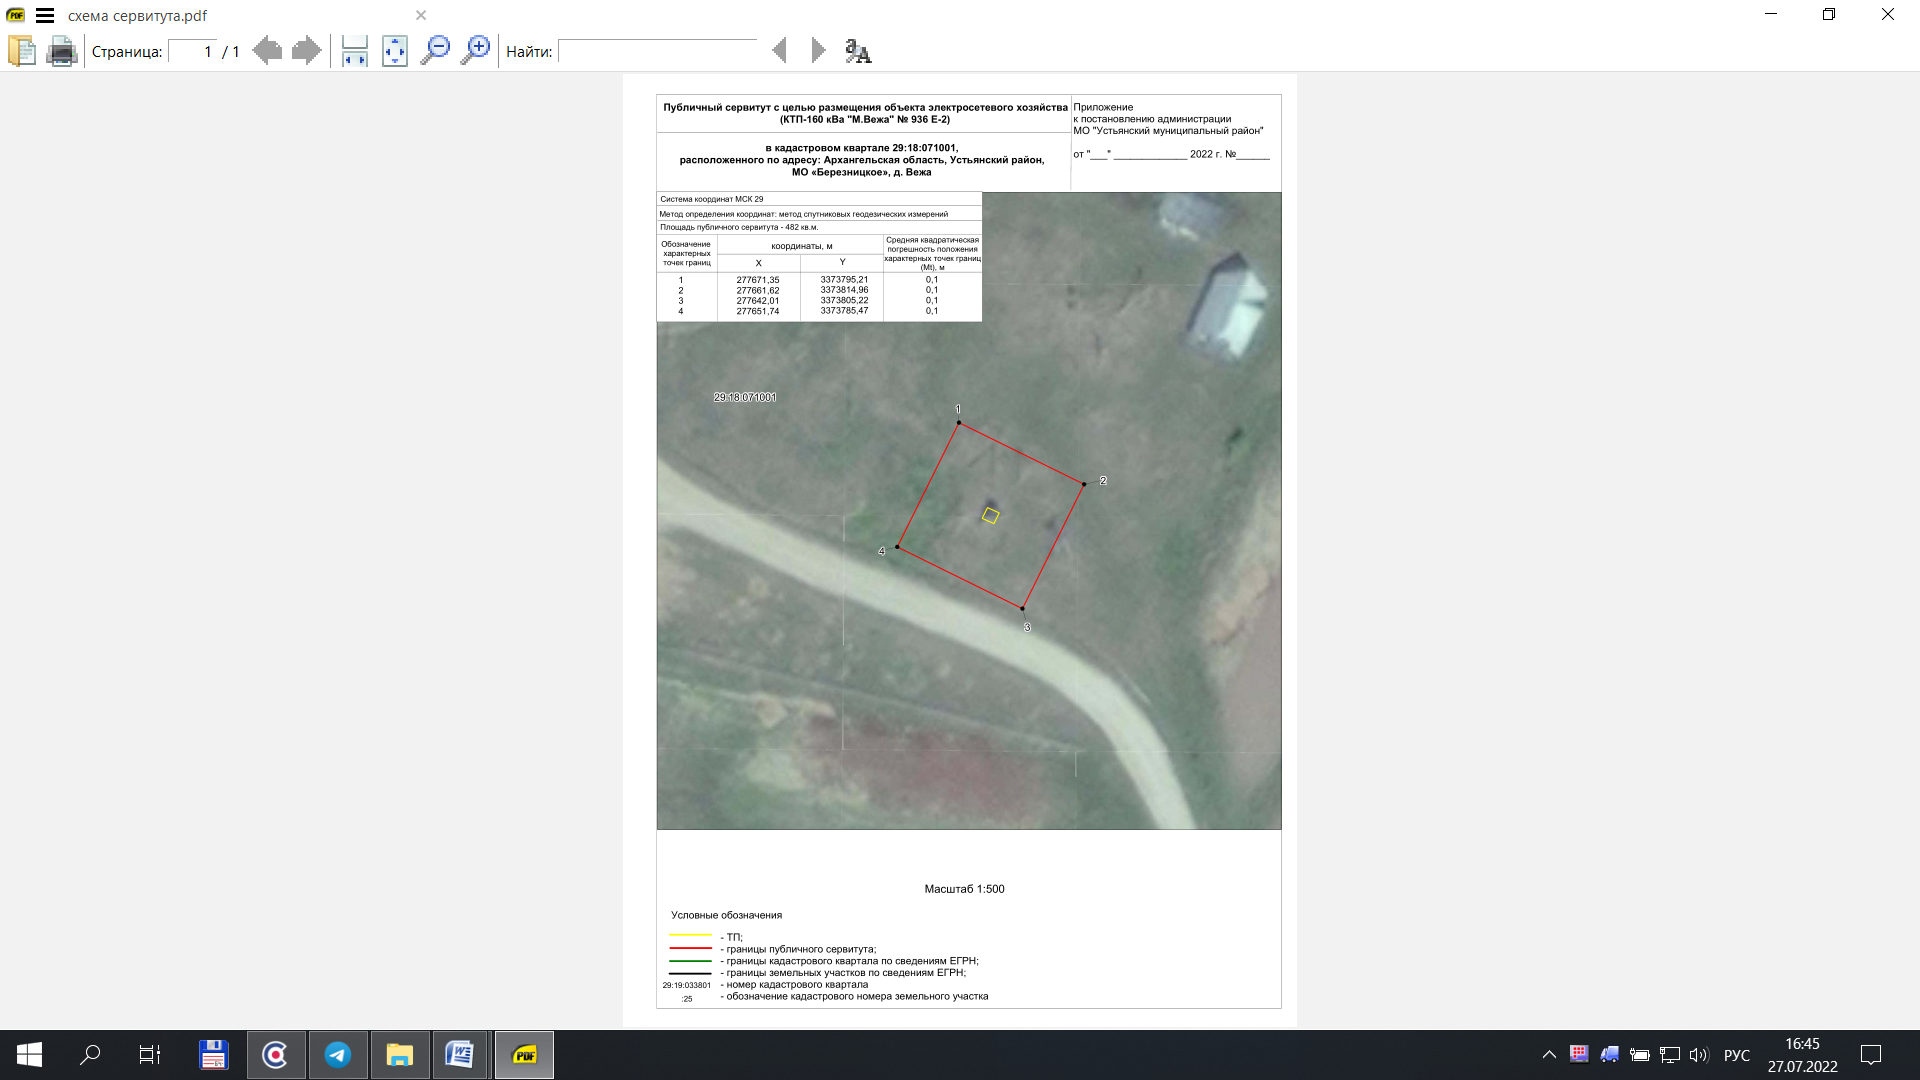 схема сервитута.pdf
Страница: 1 / 1 Найти:
Публичный сервитут с целью размещения объекта электросетевого хозяйства
(КТП-160 кВа "М.Вежа" № 936 Е-2)
в кадастровом квартале 29:18:071001,
расположенного по адресу: Архангельская область, Устьянский район,
МО «Березницкое», д. Вежа
Приложение
к постановлению администрации
МО "Устьянский муниципальный район"
от "___" _____________ 2022 г. №______
Система координат МСК 29
Метод определения координат: метод спутниковых геодезических измерений
Площадь публичного сервитута - 482 кв.м.
Обозначение
характерных
точек границ
координаты, м
X Y
Средняя квадратическая
погрешность положения
характерных точек границ
(Mt), м
1 277671,35 3373795,21 0,1
2 277661,62 3373814,96 0,1
3 277642,01 3373805,22 0,1
4 277651,74 3373785,47 0,1
29:18:071001
1
2
4
3
Масштаб 1:500
Условные обозначения
- ТП;
- границы публичного сервитута;
- границы кадастрового квартала по сведениям ЕГРН;
- границы земельных участков по сведениям ЕГРН;
29:19:033801 - номер кадастрового квартала
:25 - обозначение кадастрового номера земельного участка
PDF
РУС
16:45
27.07.2022